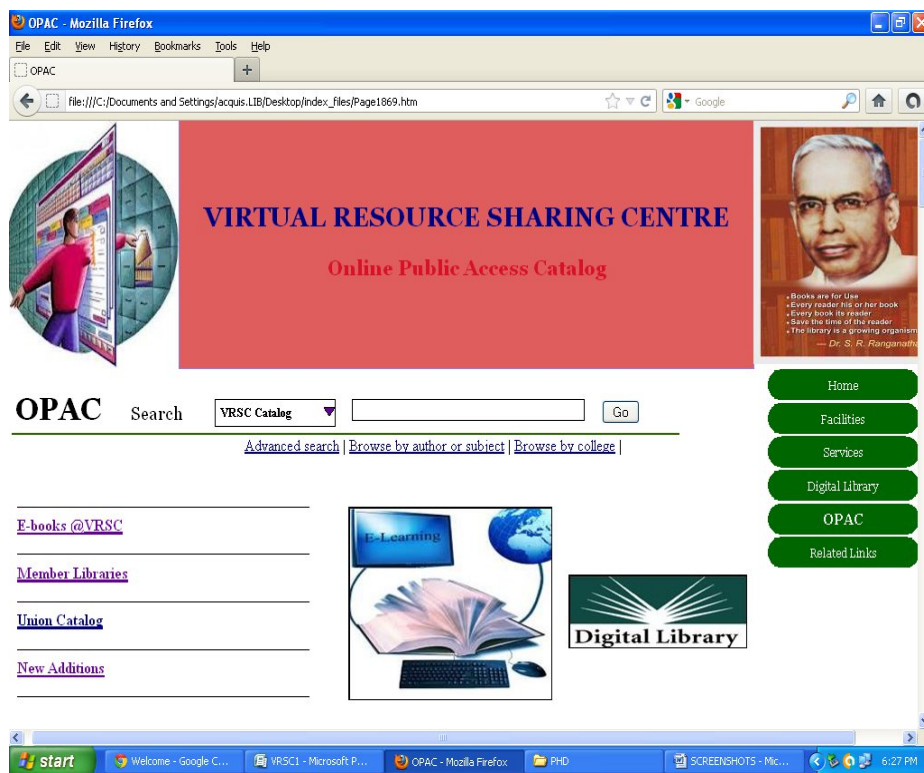 OPAC - Mozilla Firefox
File Edit View History Bookmarks Tools Help
OPAC
file:///C:/Documents and Settings/acquis.LIB/Desktop/index_files/Page1869.htm
Google
VIRTUAL RESOURCE SHARING CENTRE
Online Public Access Catalog
Books are for Use
Every reader his or her book
Every book its reader
Save the time of the reader
The library is a growing organism
— Dr. S. R. Ranganatha
OPAC Search VRSC Catalog Go
Advanced search | Browse by author or subject | Browse by college |
Home
Facilities
Services
Digital Library
OPAC
Related Links
E-books @VRSC
Member Libraries
Union Catalog
New Additions
E-Learning
Digital Library
start Welcome - Google C... VRSC1 - Microsoft P... OPAC - Mozilla Firefox PHD SCREENSHOTS - Mic... 6:27 PM